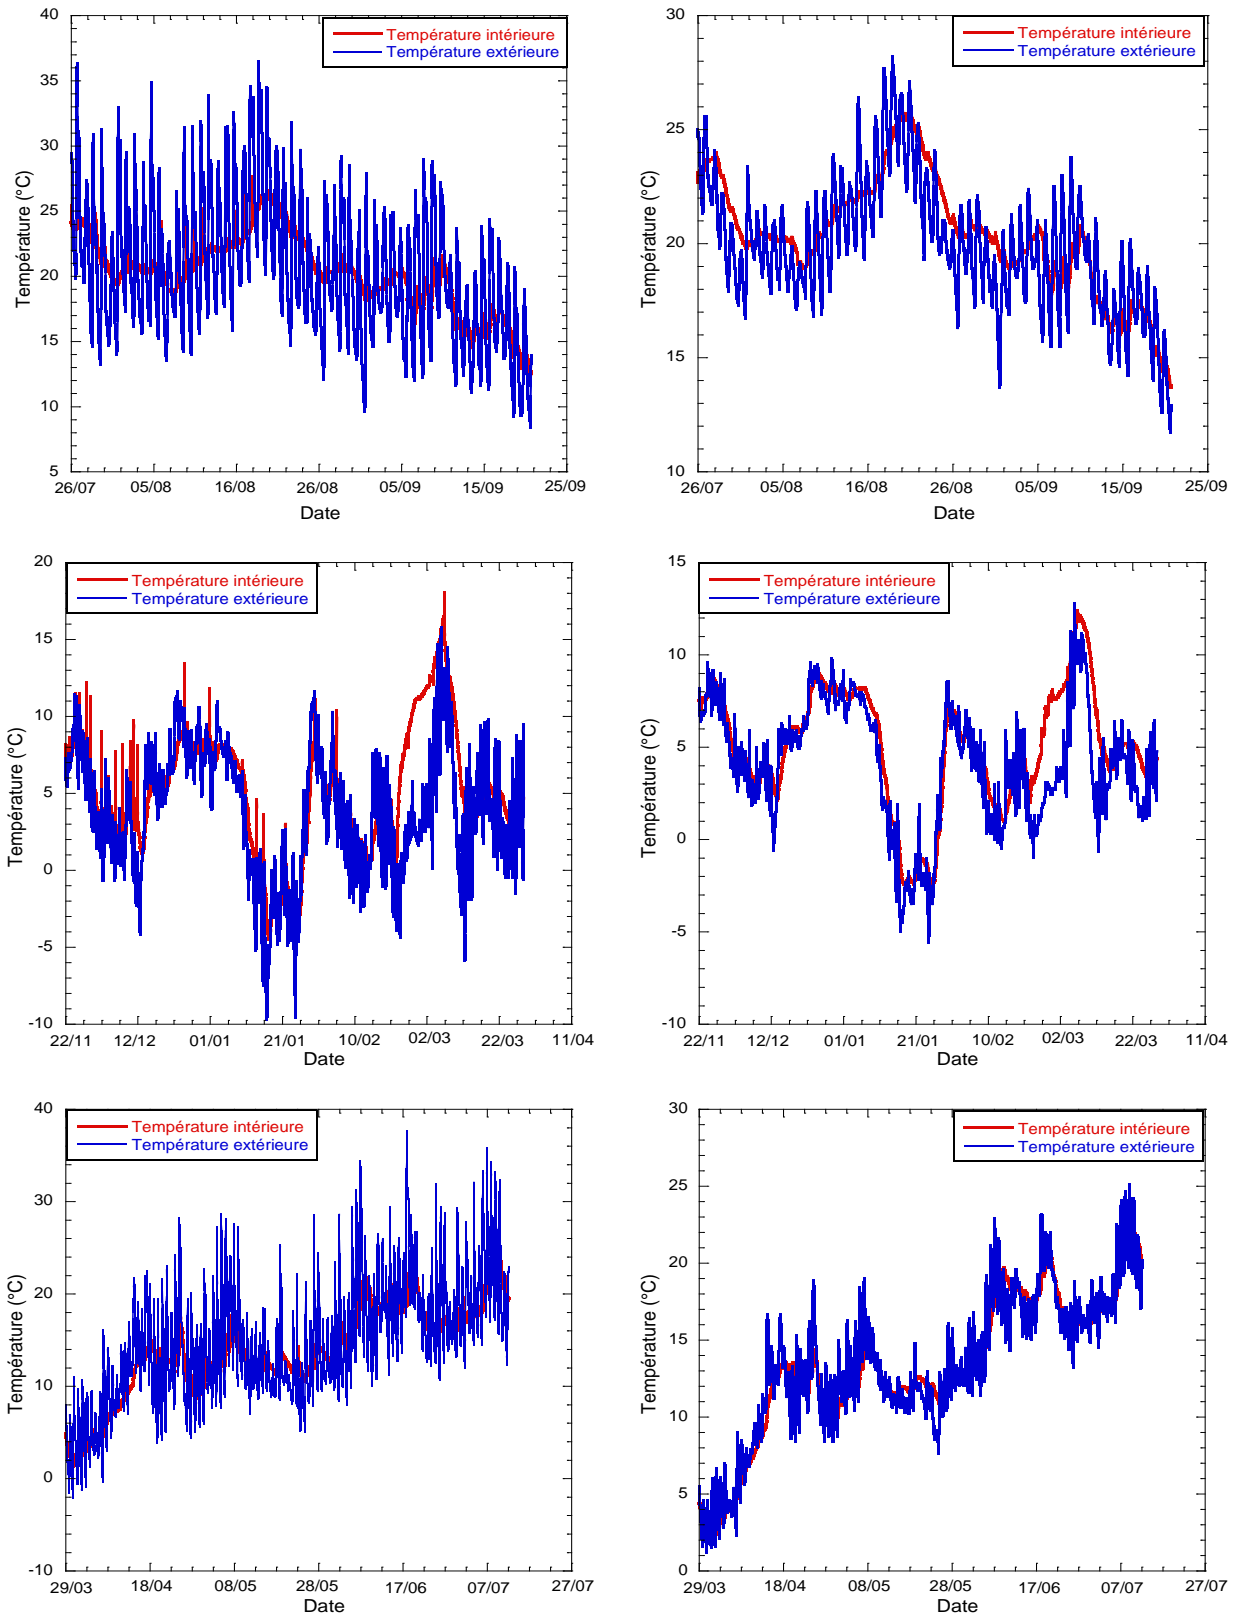 40
35
30
25
20
15
10
5
Température (°C)
Température intérieure
Température extérieure
26/07 05/08 16/08 26/08 05/09 15/09 25/09
Date
30
25
20
15
10
Température (°C)
Température intérieure
Température extérieure
26/07 05/08 16/08 26/08 05/09 15/09 25/09
Date
20
15
10
5
0
-5
-10
Température (°C)
Température intérieure
Température extérieure
22/11 12/12 01/01 21/01 10/02 02/03 22/03 11/04
Date
15
10
5
0
-5
-10
Température (°C)
Température intérieure
Température extérieure
22/11 12/12 01/01 21/01 10/02 02/03 22/03 11/04
Date
40
30
20
10
0
-10
Température (°C)
Température intérieure
Température extérieure
29/03 18/04 08/05 28/05 17/06 07/07 27/07
Date
30
25
20
15
10
5
0
Température (°C)
Température intérieure
Température extérieure
29/03 18/04 08/05 28/05 17/06 07/07 27/07
Date